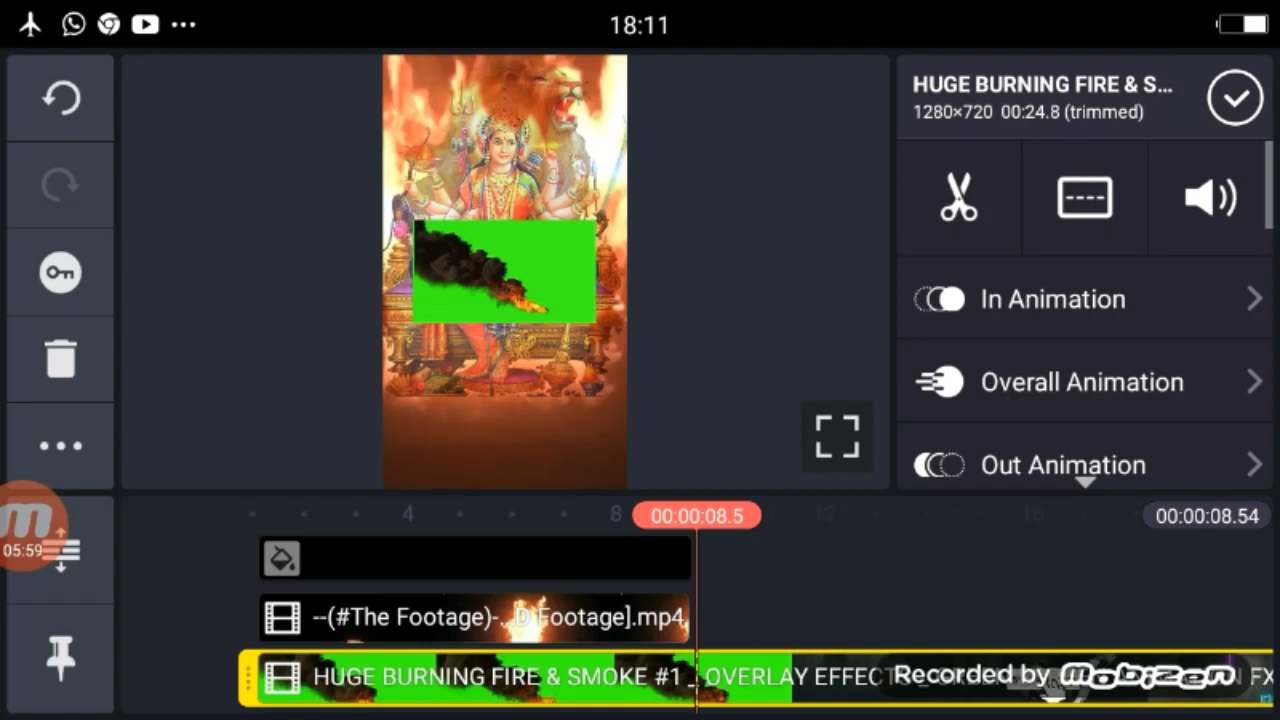 18:11
HUGE BURNING FIRE & S...
1280×720 00:24.8 (trimmed)
In Animation
Overall Animation
Out Animation
4
8
00:00:08.5
12
16
00:00:08.54
05:59
--(#The Footage)-...D Footage].mp4
HUGE BURNING FIRE & SMOKE #1 _ OVERLAY EFFECT
Recorded by mobizen
FX